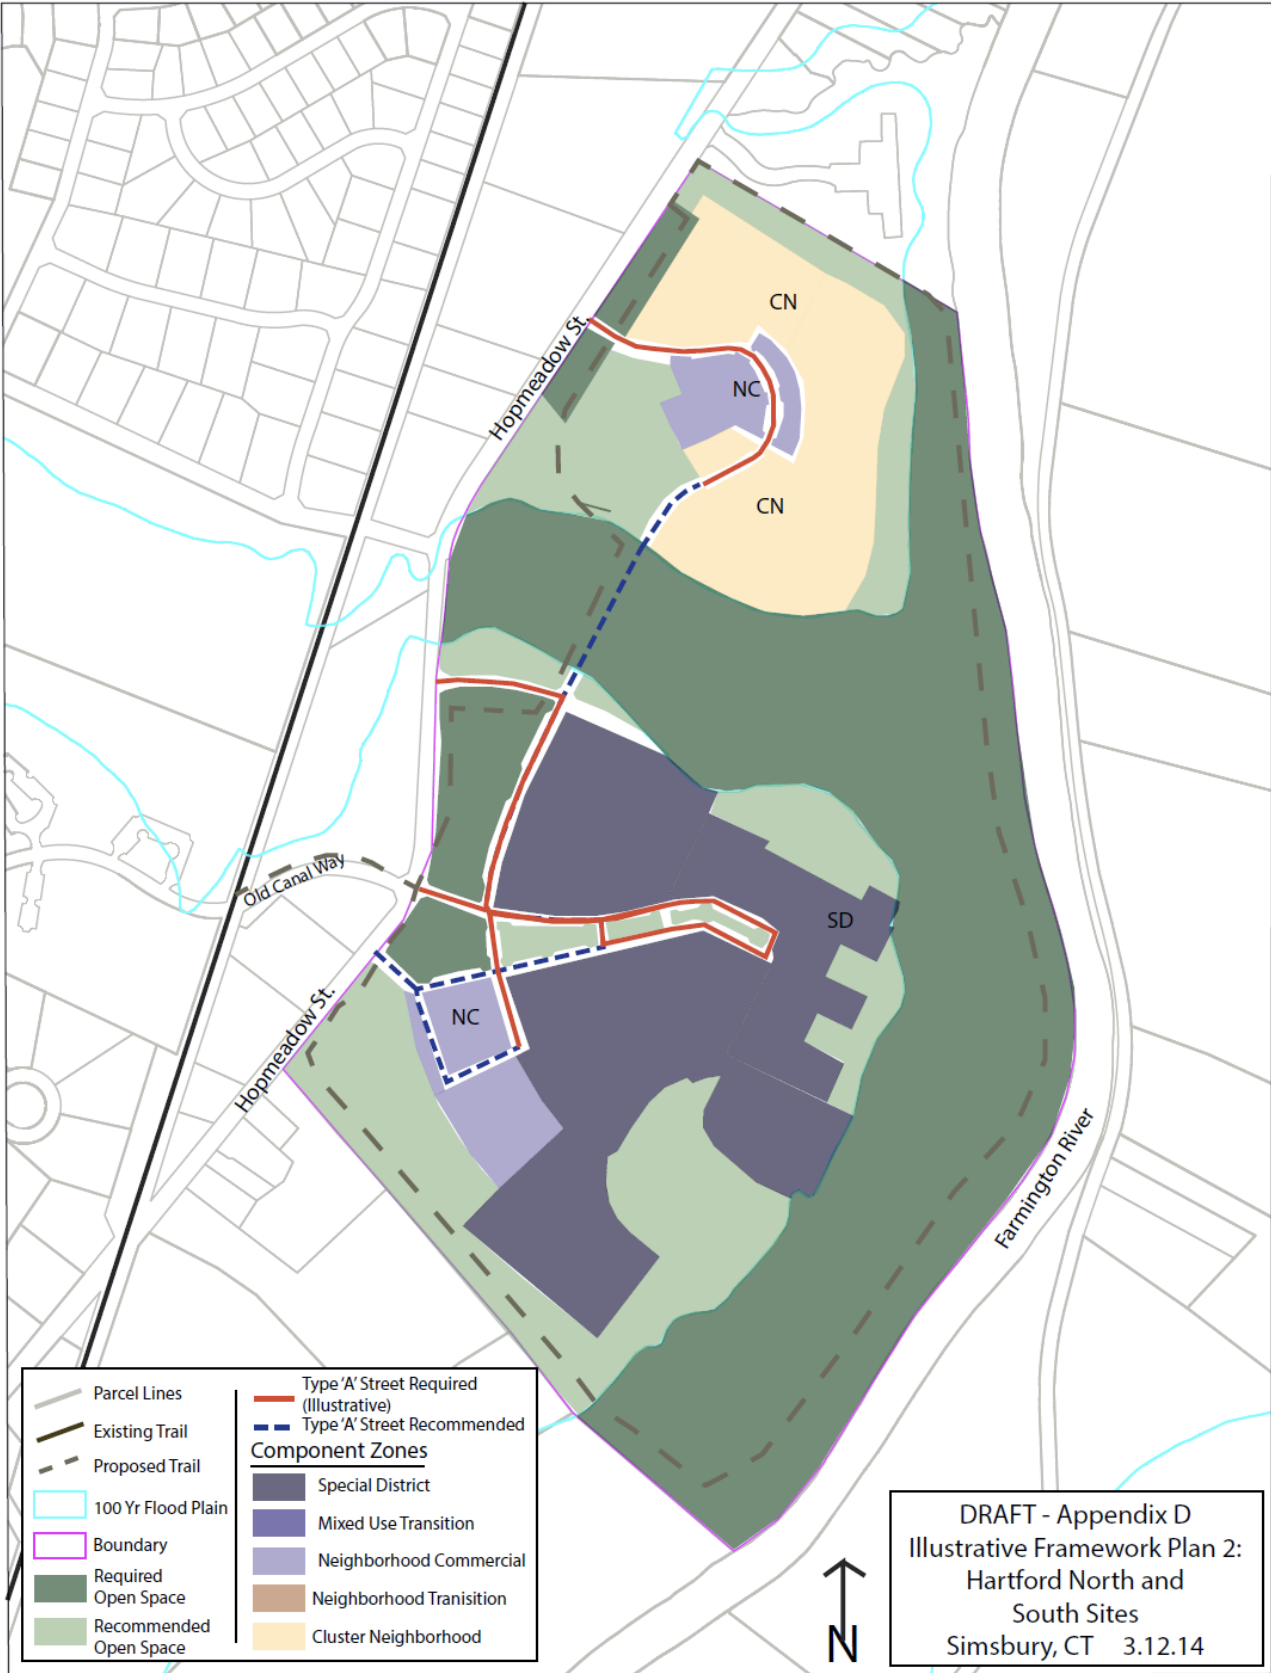 CN
Hopmeadow St.
NC
CN
Old Canal Way
SD
NC
Hopmeadow St.
Farmington River
Parcel Lines
Existing Trail
Proposed Trail
100 Yr Flood Plain
Boundary
Required
Open Space
Recommended
Open Space
Type 'A' Street Required
(Illustrative)
Type 'A' Street Recommended
Component Zones
Special District
Mixed Use Transition
Neighborhood Commercial
Neighborhood Tranisition
Cluster Neighborhood
N
DRAFT - Appendix D
Illustrative Framework Plan 2:
Hartford North and
South Sites
Simsbury, CT 3.12.14